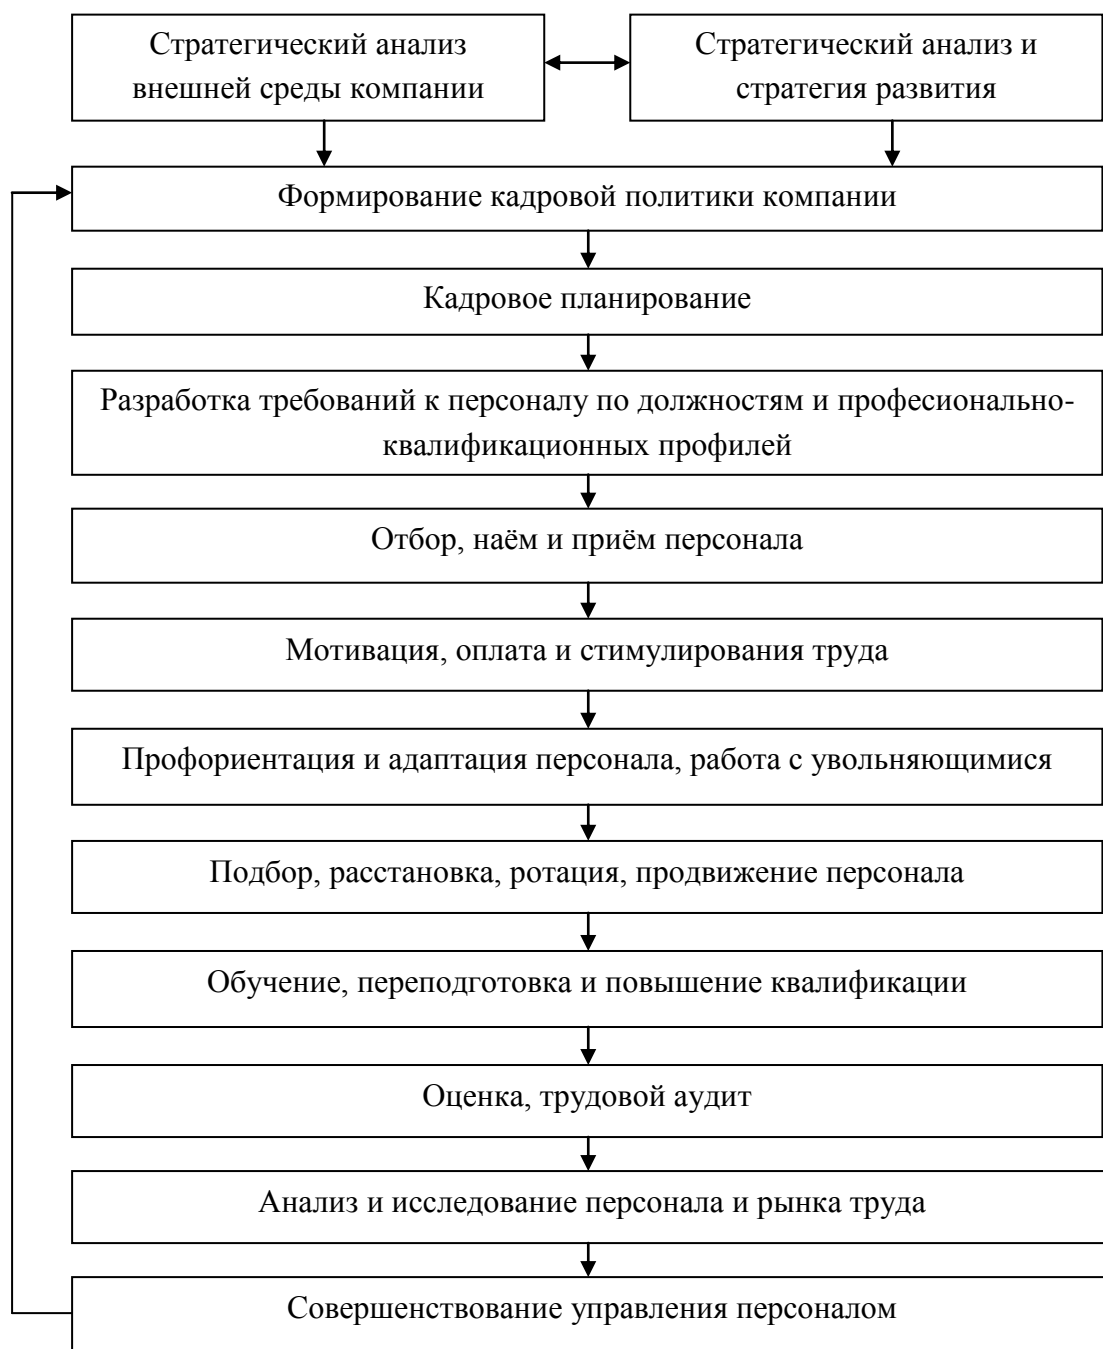 Стратегический анализ
внешней среды компании
Стратегический анализ и
стратегия развития
Формирование кадровой политики компании
Кадровое планирование
Разработка требований к персоналу по должностям и професионально-
квалификационных профилей
Отбор, наём и приём персонала
Мотивация, оплата и стимулирования труда
Профориентация и адаптация персонала, работа с увольняющимися
Подбор, расстановка, ротация, продвижение персонала
Обучение, переподготовка и повышение квалификации
Оценка, трудовой аудит
Анализ и исследование персонала и рынка труда
Совершенствование управления персоналом